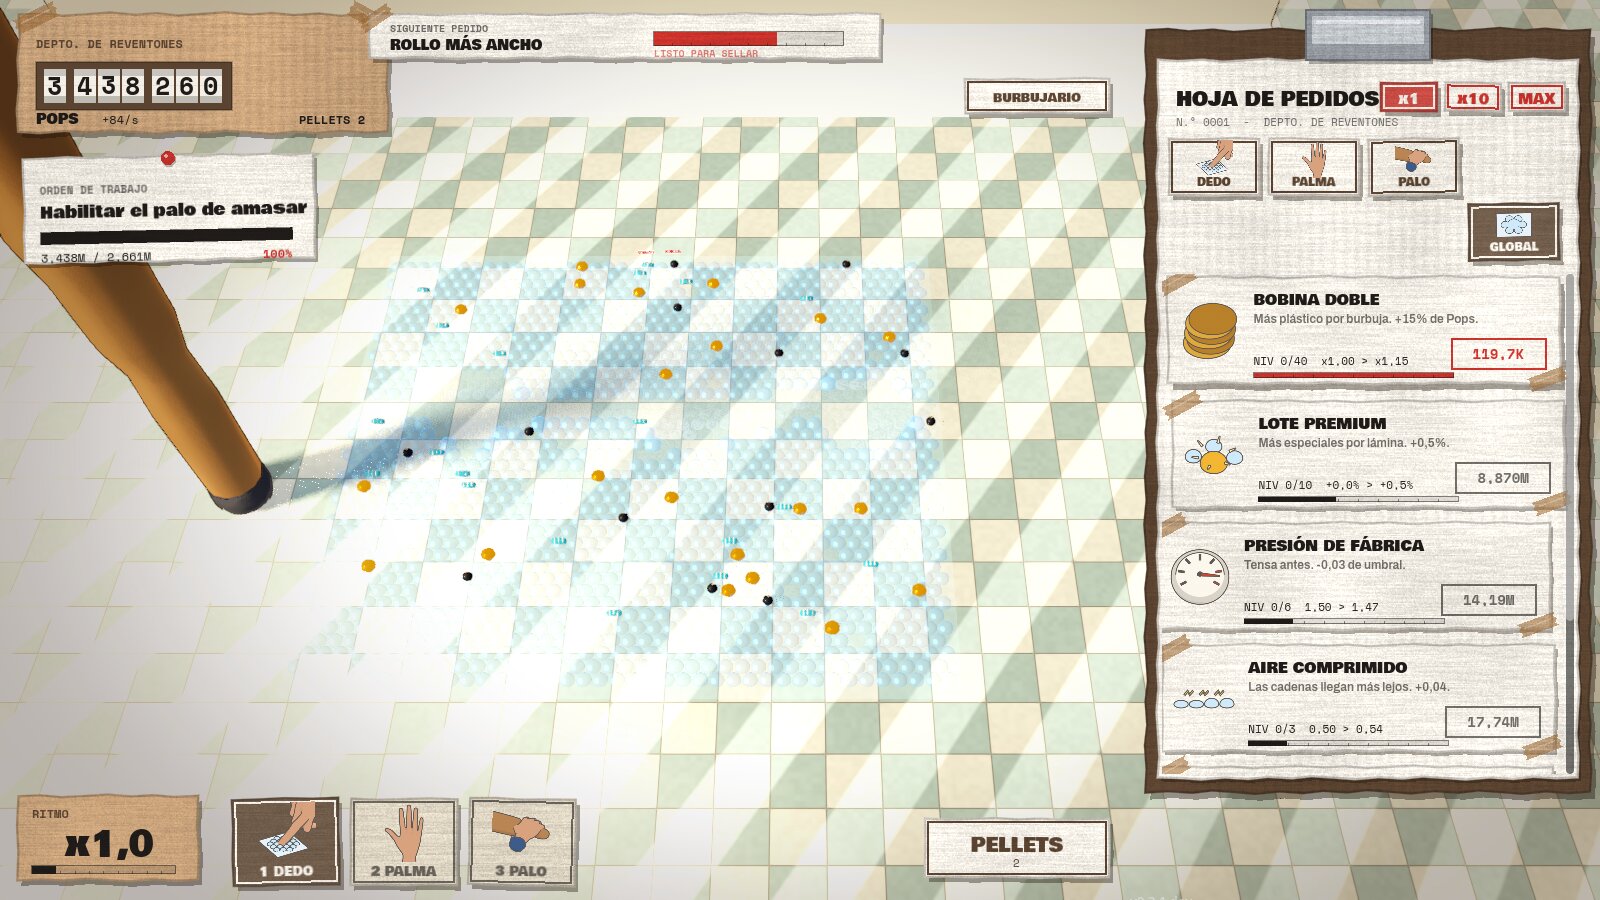 DEPTO. DE REVENTONES
3 438 260
POPS +84/s PELLETS 2
SIGUIENTE PEDIDO
ROLLO MÁS ANCHO
LISTO PARA SELLAR
ORDEN DE TRABAJO
Habilitar el palo de amasar
3.438M / 2.661M 100%
BURBUJARIO
HOJA DE PEDIDOS x1 x10 MAX
N.° 0001 - DEPTO. DE REVENTONES
DEDO PALMA PALO
GLOBAL
BOBINA DOBLE
Más plástico por burbuja. +15% de Pops.
NIV 0/40 x1,00 > x1,15
119,7K
LOTE PREMIUM
Más especiales por lámina. +0,5%.
NIV 0/10 +0,0% > +0,5%
8,870M
PRESIÓN DE FÁBRICA
Tensa antes. -0,03 de umbral.
NIV 0/6 1,50 > 1,47
14,19M
AIRE COMPRIMIDO
Las cadenas llegan más lejos. +0,04.
NIV 0/3 0,50 > 0,54
17,74M
RITMO
x1,0
1 DEDO 2 PALMA 3 PALO
PELLETS
2